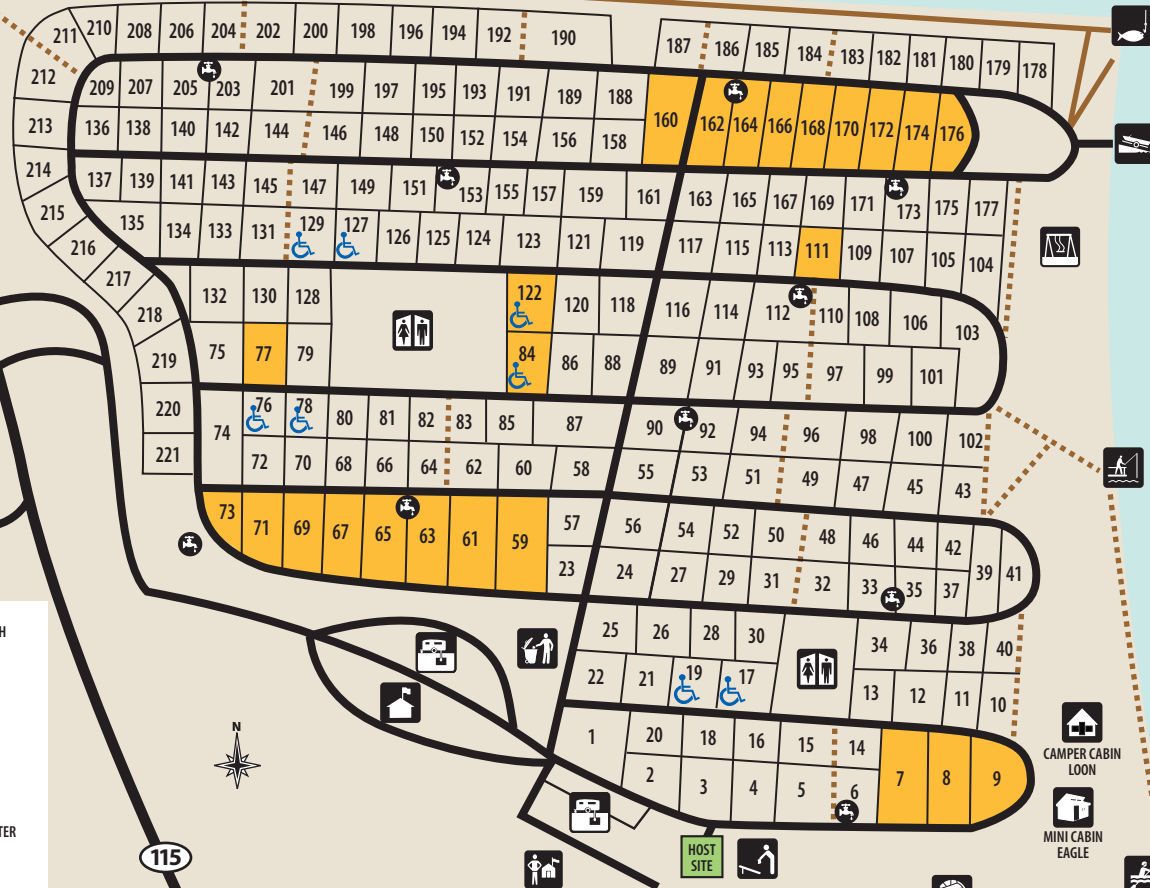 211 210 208 206 204 202 200 198 196 194 192 190 187 186 185 184 183 182 181 180 179 178
212 209 207 205 203 201 199 197 195 193 191 189 188 160 162 164 166 168 170 172 174 176
213 136 138 140 142 144 146 148 150 152 154 156 158
214 137 139 141 143 145 147 149 151 153 155 157 159 161 163 165 167 169 171 173 175 177
215 135 134 133 131 129 127 126 125 124 123 121 119 117 115 113 111 109 107 105 104
216
217 132 130 128 122 120 118 116 114 112 110 108 106 103
218
219 75 77 79 84 86 88 89 91 93 95 97 99 101
220 74 76 78 80 81 82 83 85 87 90 92 94 96 98 100 102
221 72 70 68 66 64 62 60 58 55 53 51 49 47 45 43
73 71 69 67 65 63 61 59 57 56 54 52 50 48 46 44 42 39 41
23 24 27 29 31 32 33 35 37
H
25 26 28 30 34 36 38 40
22 21 19 17 13 12 11 10
N
1 20 18 16 15 14 7 8 9
2 3 4 5 6
CAMPER CABIN
LOON
TER
MINI CABIN
EAGLE
115
HOST
SITE